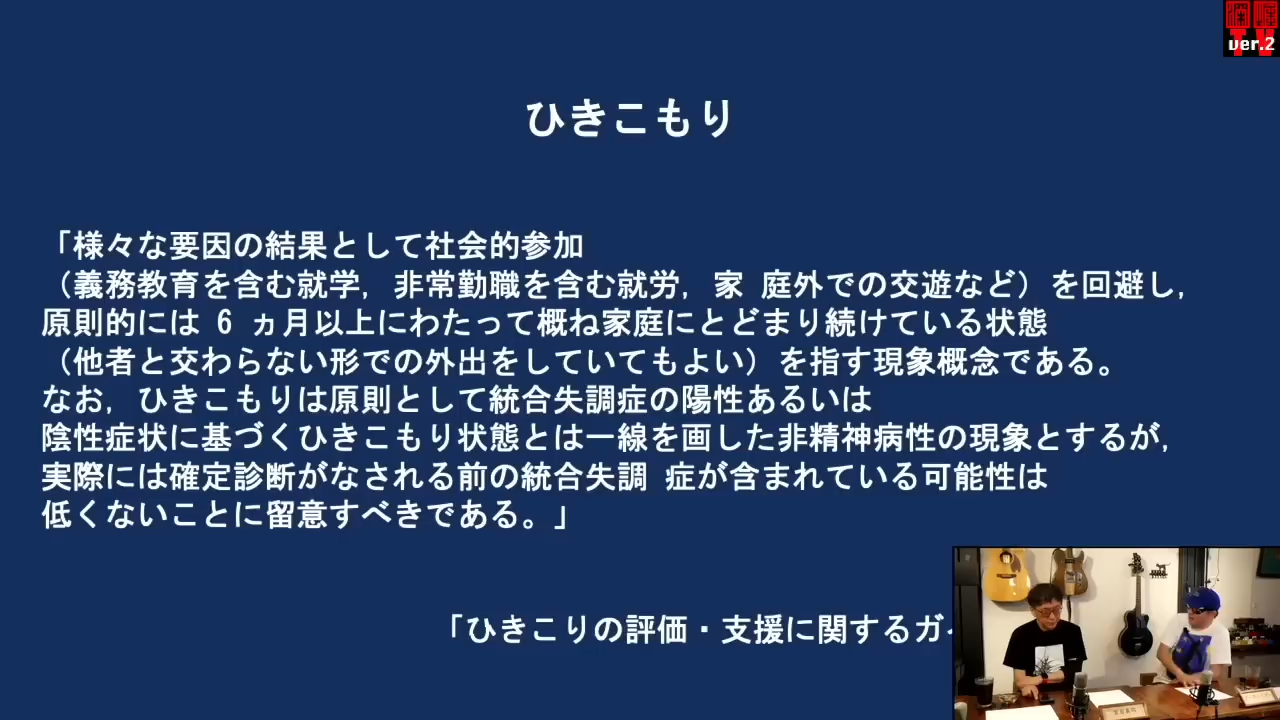 ver.2
ひきこもり
「様々な要因の結果として社会的参加
（義務教育を含む就学，非常勤職を含む就労，家 庭外での交遊など）を回避し，
原則的には 6 ヵ月以上にわたって概ね家庭にとどまり続けている状態
（他者と交わらない形での外出をしていてもよい）を指す現象概念である。
なお，ひきこもりは原則として統合失調症の陽性あるいは
陰性症状に基づくひきこもり状態とは一線を画した非精神病性の現象とするが，
実際には確定診断がなされる前の統合失調 症が含まれている可能性は
低くないことに留意すべきである。」
「ひきこりの評価・支援に関するガ